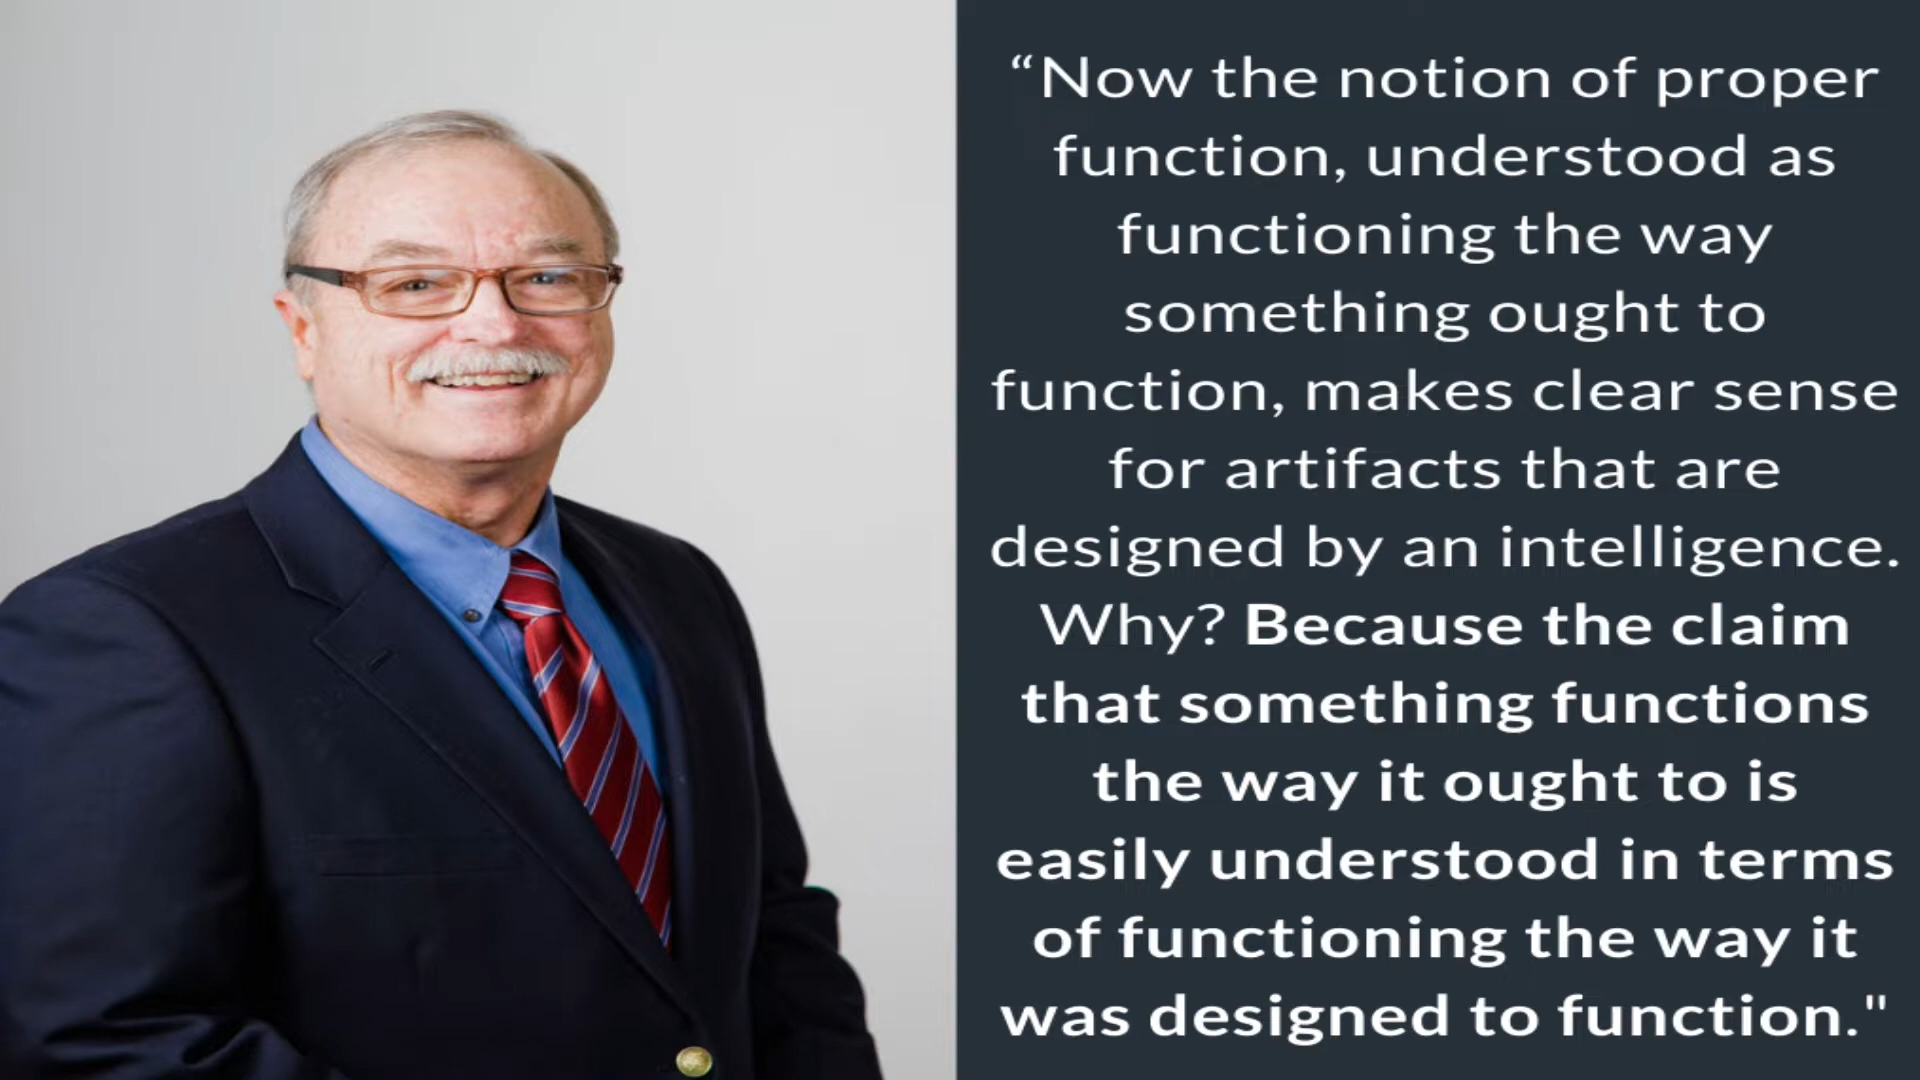 “Now the notion of proper
function, understood as
functioning the way
something ought to
function, makes clear sense
for artifacts that are
designed by an intelligence.
Why? Because the claim
that something functions
the way it ought to is
easily understood in terms
of functioning the way it
was designed to function."